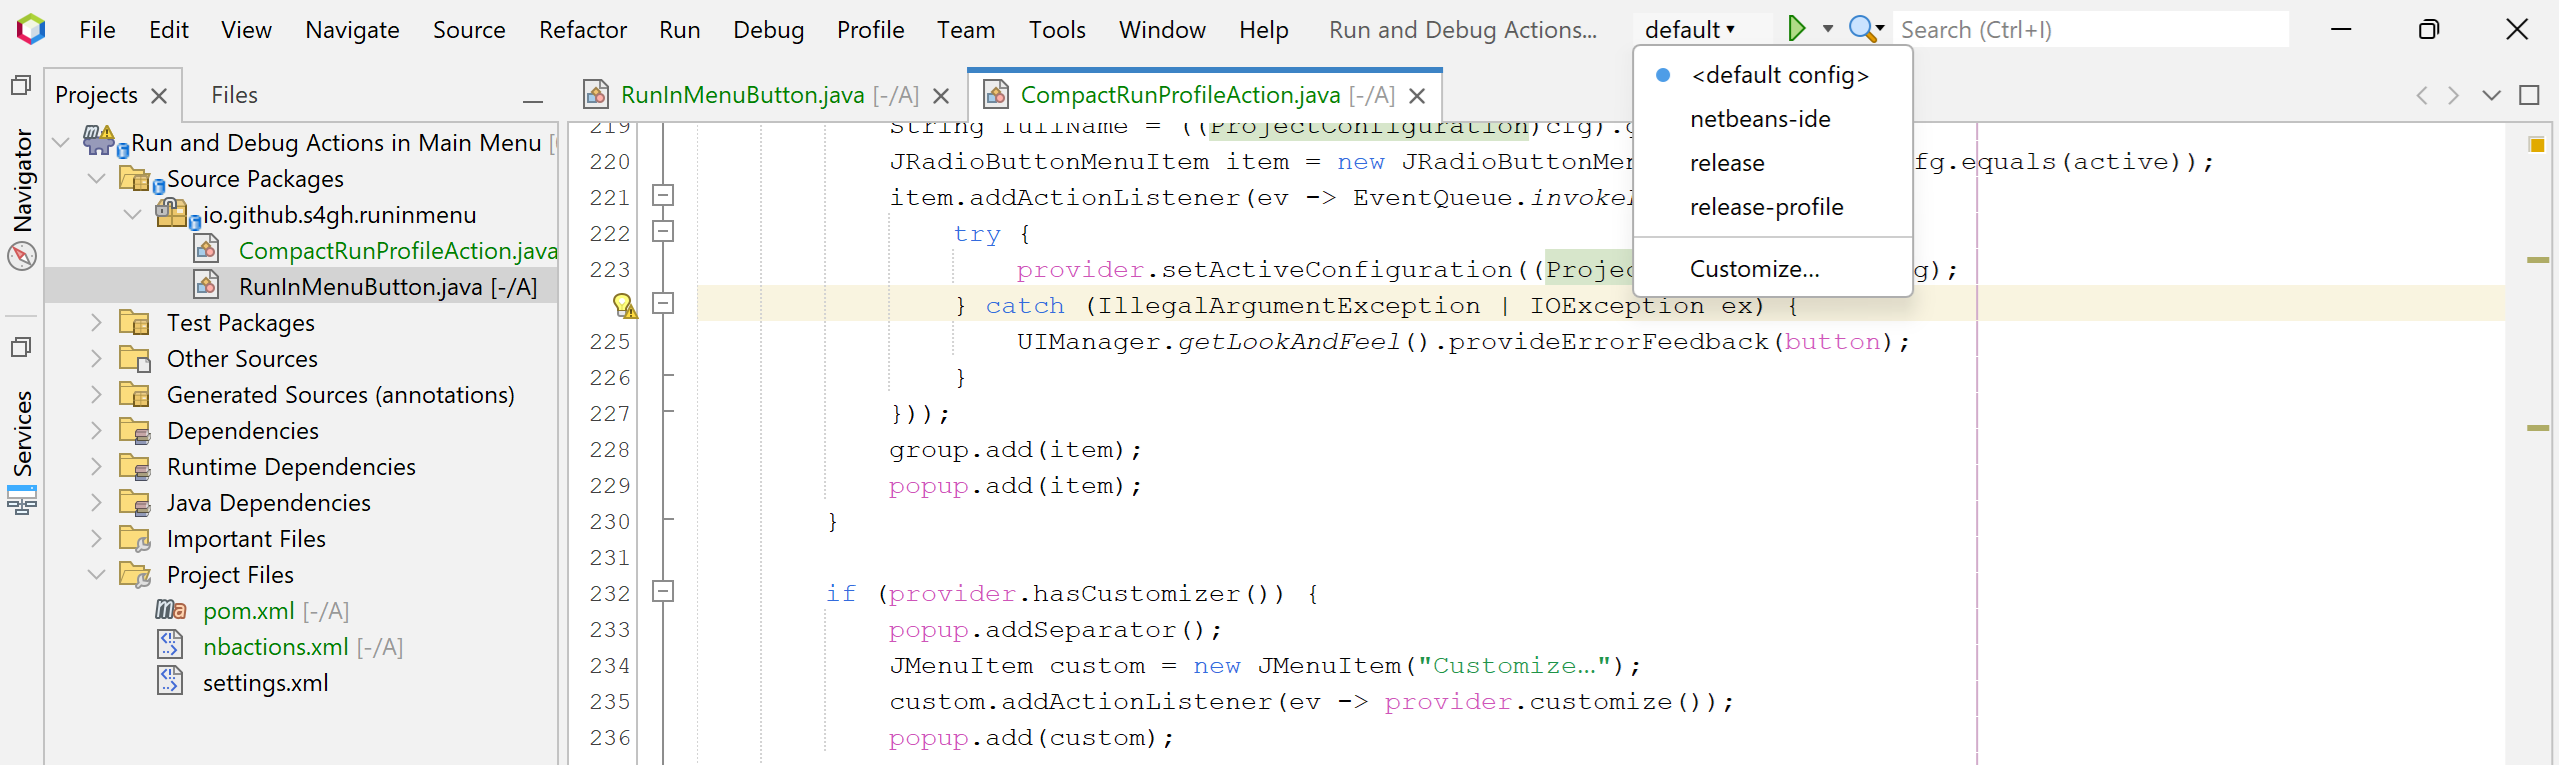 File Edit View Navigate Source Refactor Run Debug Profile Team Tools Window Help Run and Debug Actions... default Search (Ctrl+I)
<default config>
netbeans-ide
release
release-profile
Customize...
Projects Files
RunInMenuButton.java [-/A] CompactRunProfileAction.java [-/A]
Navigator
Services
Run and Debug Actions in Main Menu [
Source Packages
io.github.s4gh.runinmenu
CompactRunProfileAction.java
RunInMenuButton.java [-/A]
Test Packages
Other Sources
Generated Sources (annotations)
Dependencies
Runtime Dependencies
Java Dependencies
Important Files
Project Files
pom.xml [-/A]
nbactions.xml [-/A]
settings.xml
219 String fullName = ((ProjectConfiguration)cfg).
220 JRadioButtonMenuItem item = new JRadioButtonMe fg.equals(active));
221 item.addActionListener(ev -> EventQueue.invoke
222 try {
223 provider.setActiveConfiguration((Projec g);
} catch (IllegalArgumentException | IOException ex) {
225 UIManager.getLookAndFeel().provideErrorFeedback(button);
226 }
227 }));
228 group.add(item);
229 popup.add(item);
230 }
231
232 if (provider.hasCustomizer()) {
233 popup.addSeparator();
234 JMenuItem custom = new JMenuItem("Customize…");
235 custom.addActionListener(ev -> provider.customize());
236 popup.add(custom);